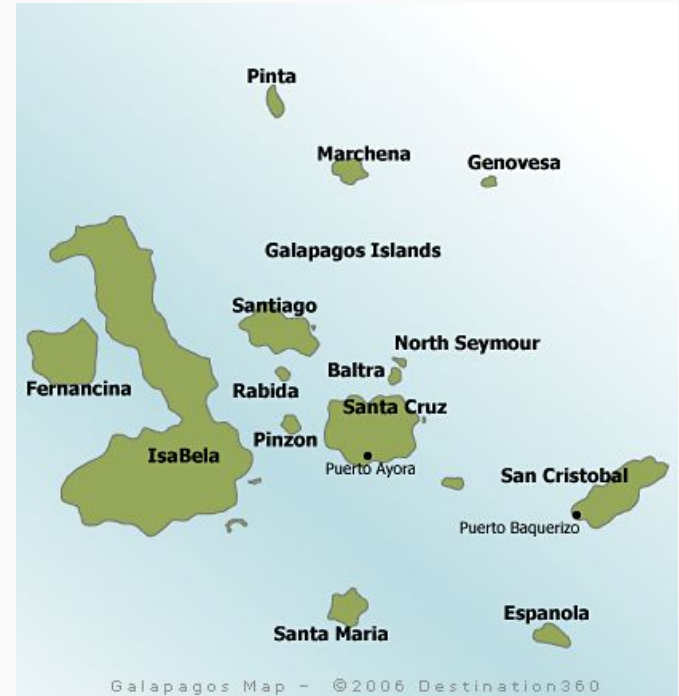 Pinta
Marchena
Genovesa
Galapagos Islands
Santiago
North Seymour
Baltra
Fernancina
Rabida
Santa Cruz
Pinzon
IsaBela
Puerto Ayora
San Cristobal
Puerto Baquerizo
Espanola
Santa Maria
Galapagos Map - ©2006 Destination360